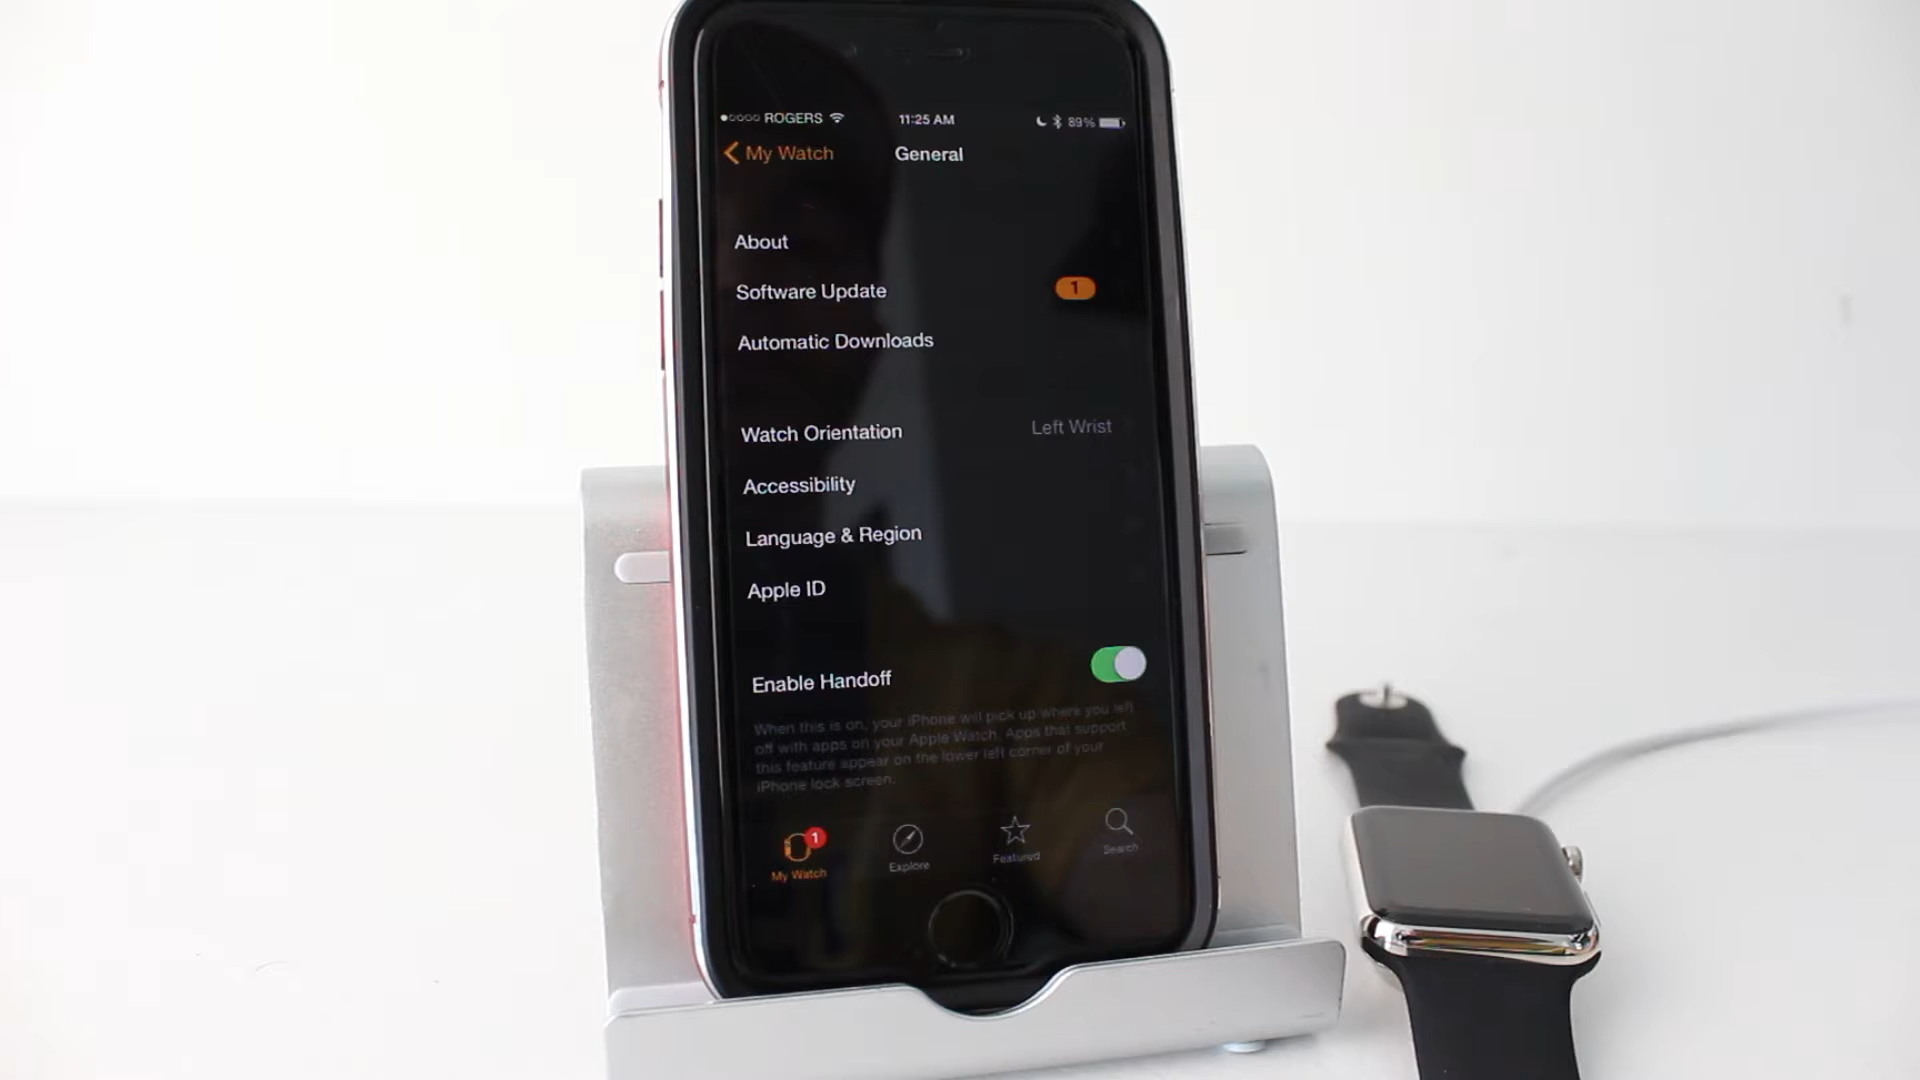 ROGERS 11:25 AM 89%
My Watch General
About
Software Update 1
Automatic Downloads
Watch Orientation Left Wrist
Accessibility
Language & Region
Apple ID
Enable Handoff
When this is on, your iPhone will pick up where you left
off with apps on your Apple Watch. Apps that support
this feature appear on the lower left corner of your
iPhone lock screen.
1
My Watch Explore Featured Search